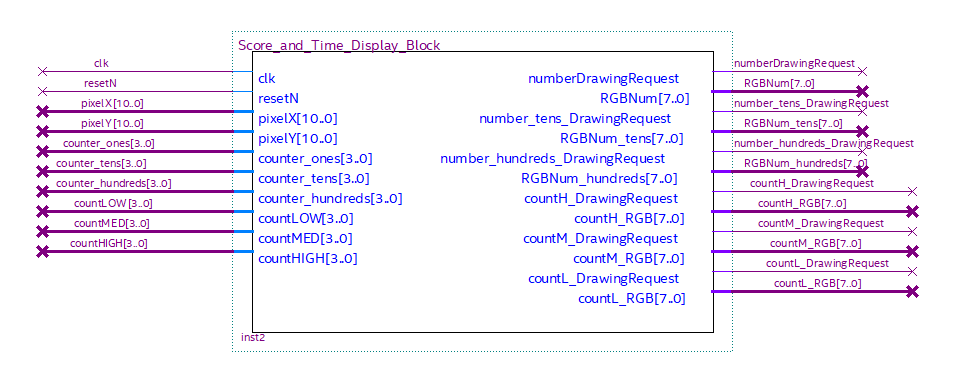 Score_and_Time_Display_Block
clk
resetN
pixelX[10..0]
pixelY[10..0]
counter_ones[3..0]
counter_tens[3..0]
counter_hundreds[3..0]
countLOW[3..0]
countMED[3..0]
countHIGH[3..0]
clk
resetN
pixelX[10..0]
pixelY[10..0]
counter_ones[3..0]
counter_tens[3..0]
counter_hundreds[3..0]
countLOW[3..0]
countMED[3..0]
countHIGH[3..0]
numberDrawingRequest
RGBNum[7..0]
number_tens_DrawingRequest
RGBNum_tens[7..0]
number_hundreds_DrawingRequest
RGBNum_hundreds[7..0]
countH_DrawingRequest
countH_RGB[7..0]
countM_DrawingRequest
countM_RGB[7..0]
countL_DrawingRequest
countL_RGB[7..0]
numberDrawingRequest
RGBNum[7..0]
number_tens_DrawingRequest
RGBNum_tens[7..0]
number_hundreds_DrawingRequest
RGBNum_hundreds[7..0]
countH_DrawingRequest
countH_RGB[7..0]
countM_DrawingRequest
countM_RGB[7..0]
countL_DrawingRequest
countL_RGB[7..0]
inst2